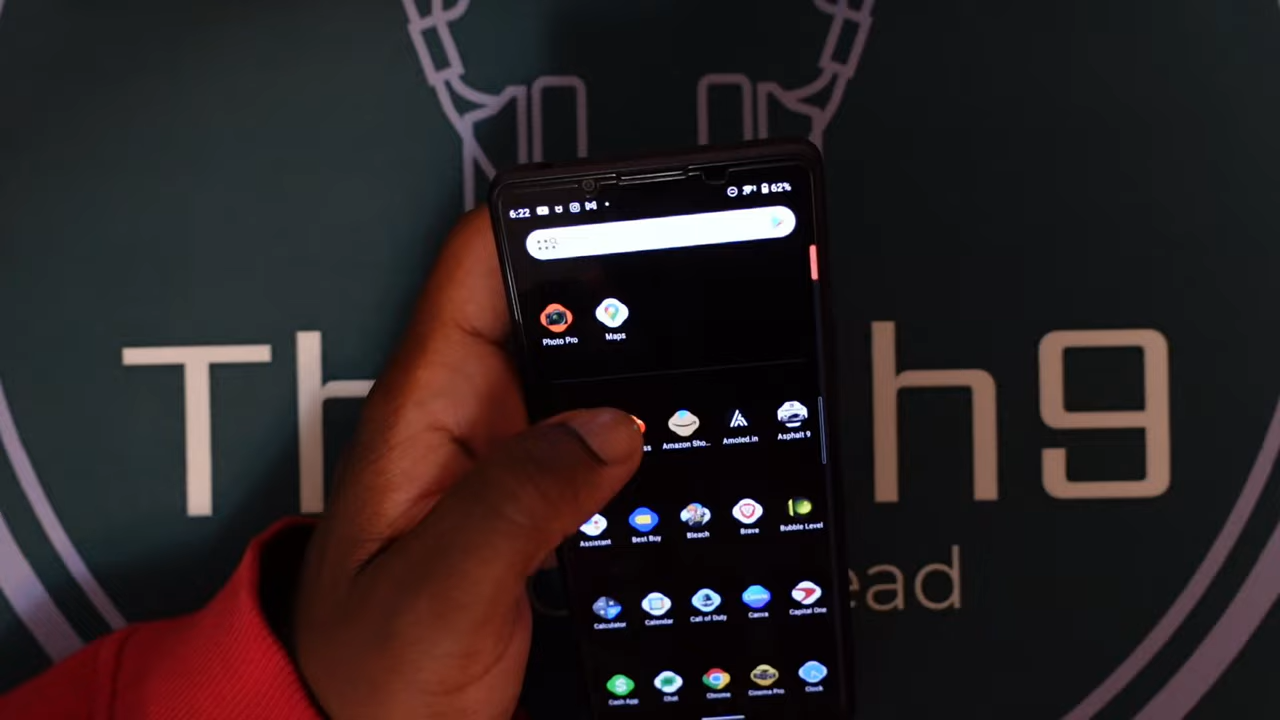 6:22
62%
Photo Pro
Maps
ss
Amazon Sho...
Amoled.in
Asphalt 9
Assistant
Best Buy
Bleach
Brave
Bubble Level
Calculator
Calendar
Call of Duty
Canva
Capital One
Cash App
Chat
Chrome
Cinema Pro
Clock
Th
h9
ead